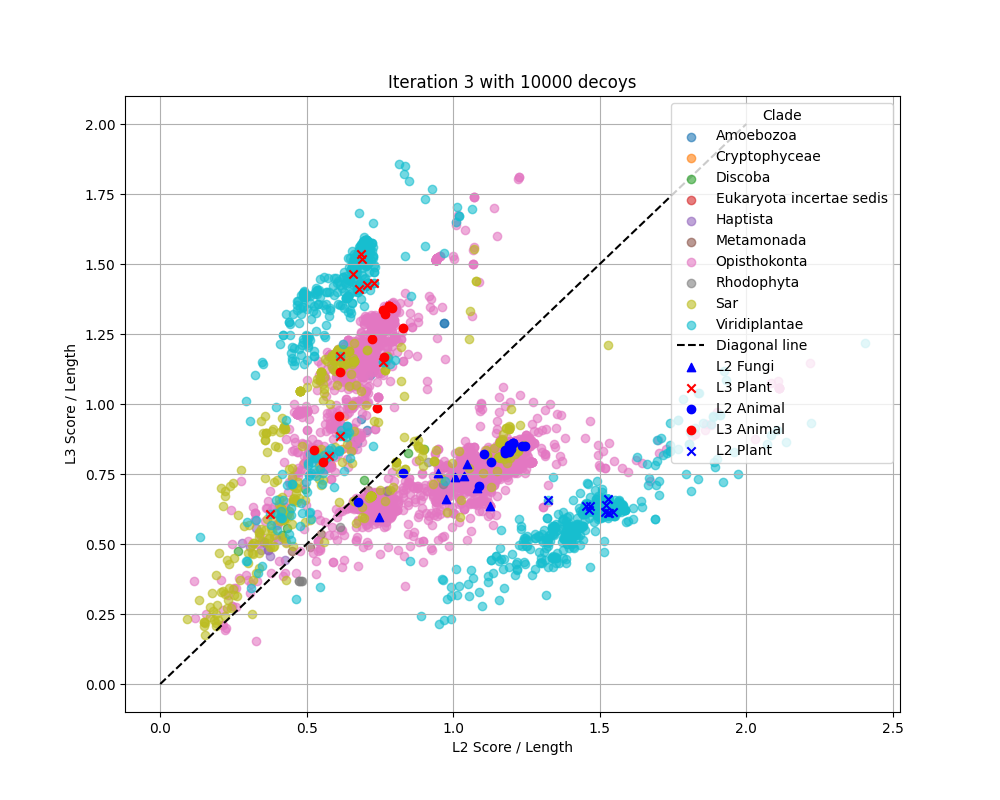 Iteration 3 with 10000 decoys
L3 Score / Length
2.00
1.75
1.50
1.25
1.00
0.75
0.50
0.25
0.00
Clade
Amoebozoa
Cryptophyceae
Discoba
Eukaryota incertae sedis
Haptista
Metamonada
Opisthokonta
Rhodophyta
Sar
Viridiplantae
Diagonal line
L2 Fungi
L3 Plant
L2 Animal
L3 Animal
L2 Plant
0.0 0.5 1.0 1.5 2.0 2.5
L2 Score / Length